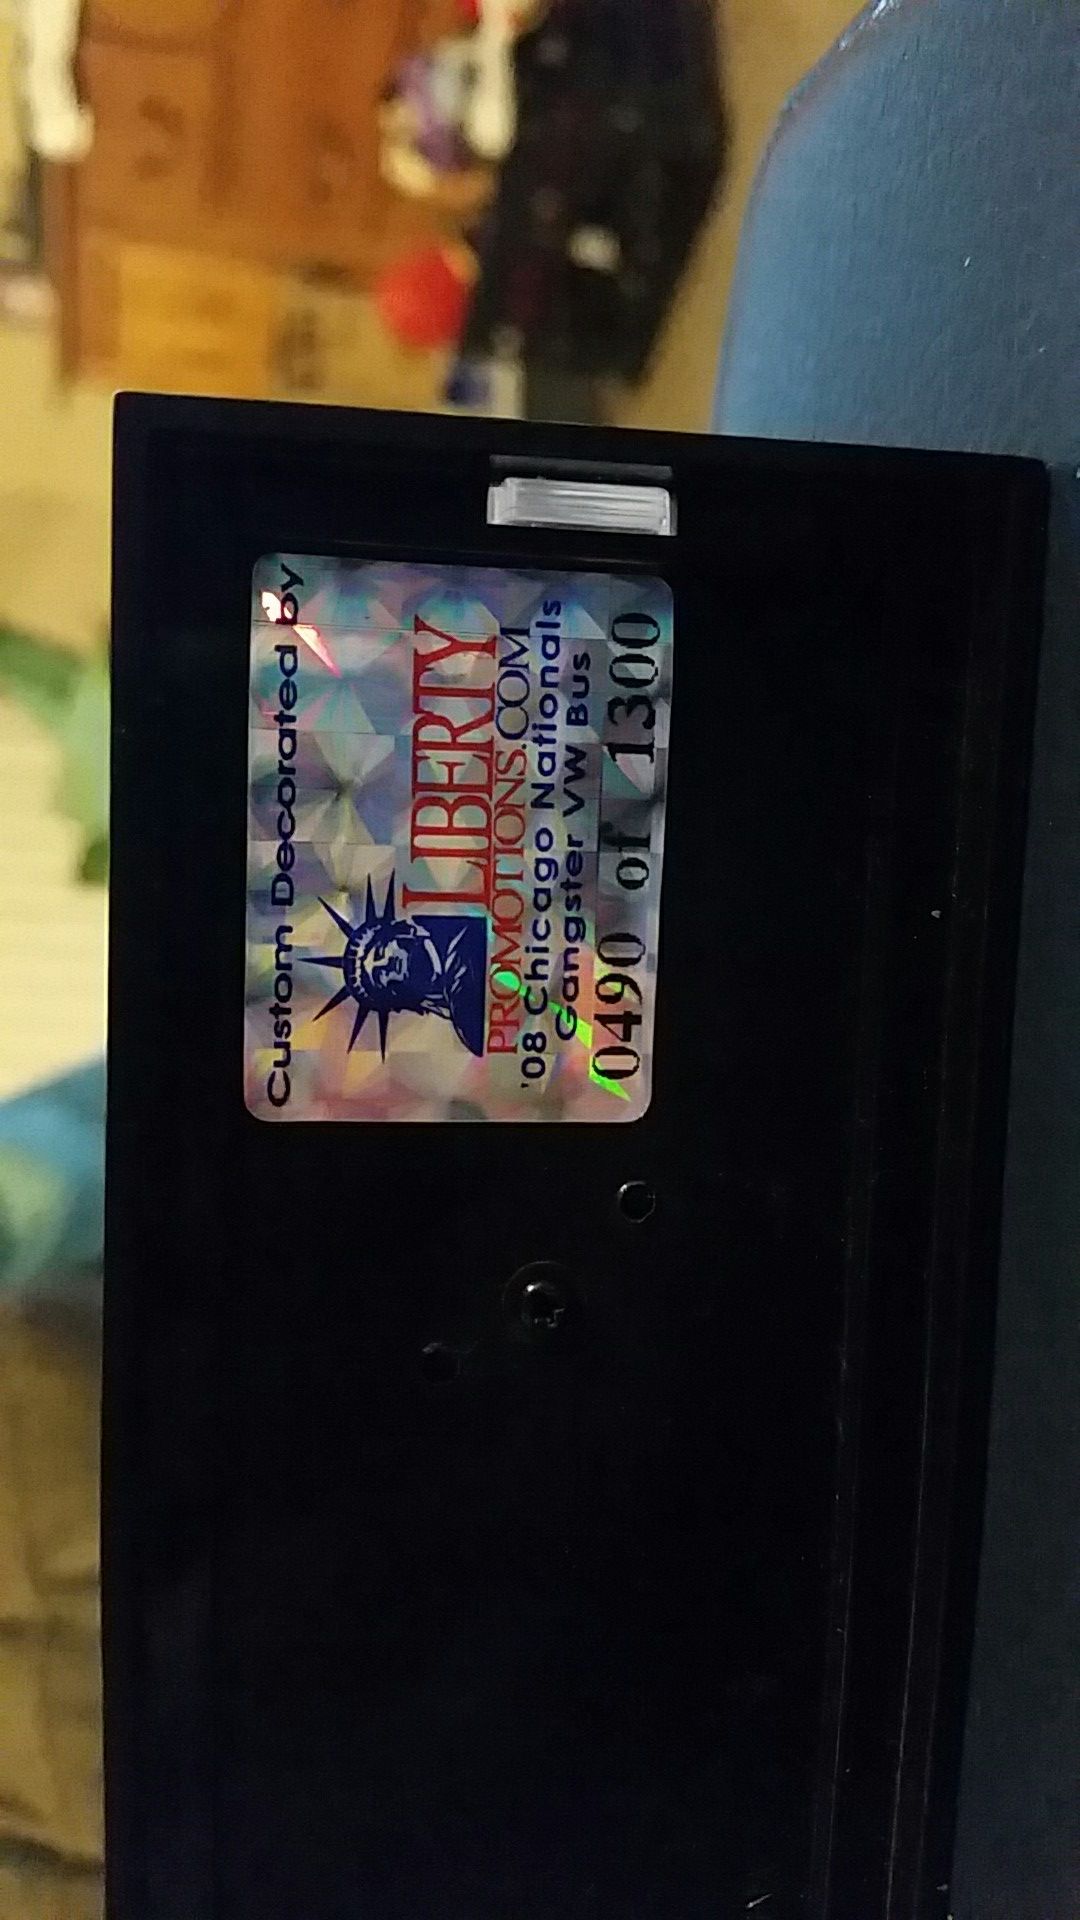 Custom Decorated by
LIBERTY
PROMOTIONS.COM
'08 Chicago Nationals
Gangster VW Bus
0490 of 1300